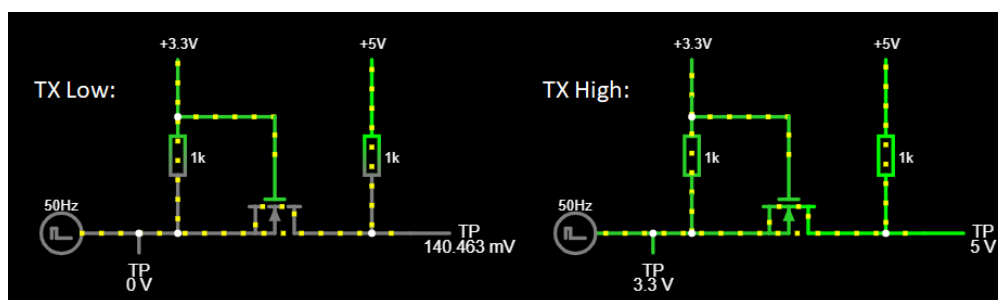 TX Low:
+3.3V
+5V
1k
1k
50Hz
TP
0 V
TP
140.463 mV
TX High:
+3.3V
+5V
1k
1k
50Hz
TP
3.3 V
TP
5 V